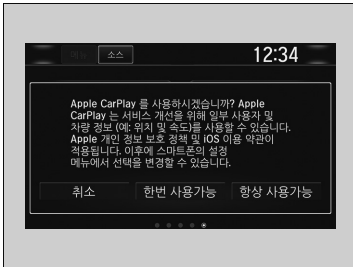 메뉴 소스 12:34
Apple CarPlay 를 사용하시겠습니까? Apple
CarPlay 는 서비스 개선을 위해 일부 사용자 및
차량 정보 (예: 위치 및 속도)를 사용할 수 있습니다.
Apple 개인 정보 보호 정책 및 iOS 이용 약관이
적용됩니다. 이후에 스마트폰의 설정
메뉴에서 선택을 변경할 수 있습니다.
취소 한번 사용가능 항상 사용가능